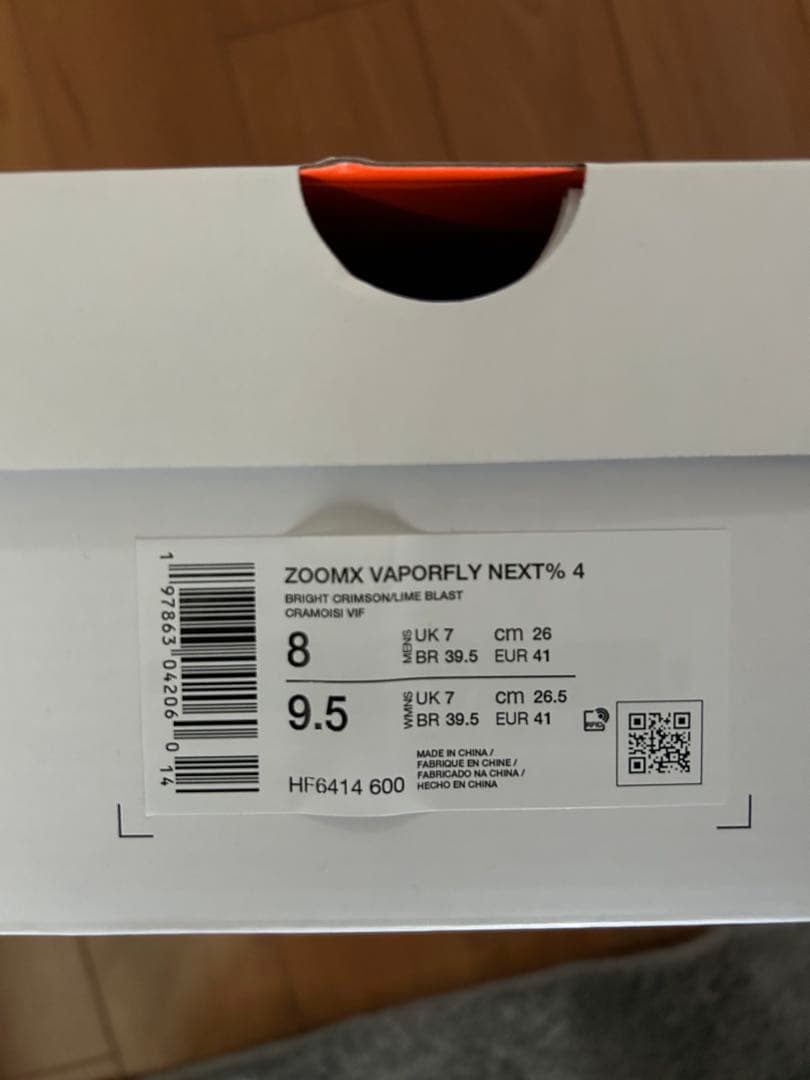 ZOOMX VAPORFLY NEXT% 4
BRIGHT CRIMSON/LIME BLAST
CRAMOISI VIF
8
MENS
UK 7 cm 26
BR 39.5 EUR 41
9.5
WMNS
UK 7 cm 26.5
BR 39.5 EUR 41
RFID
HF6414 600
MADE IN CHINA /
FABRIQUE EN CHINE /
FABRICADO NA CHINA /
HECHO EN CHINA
1 97863 04206 0 14